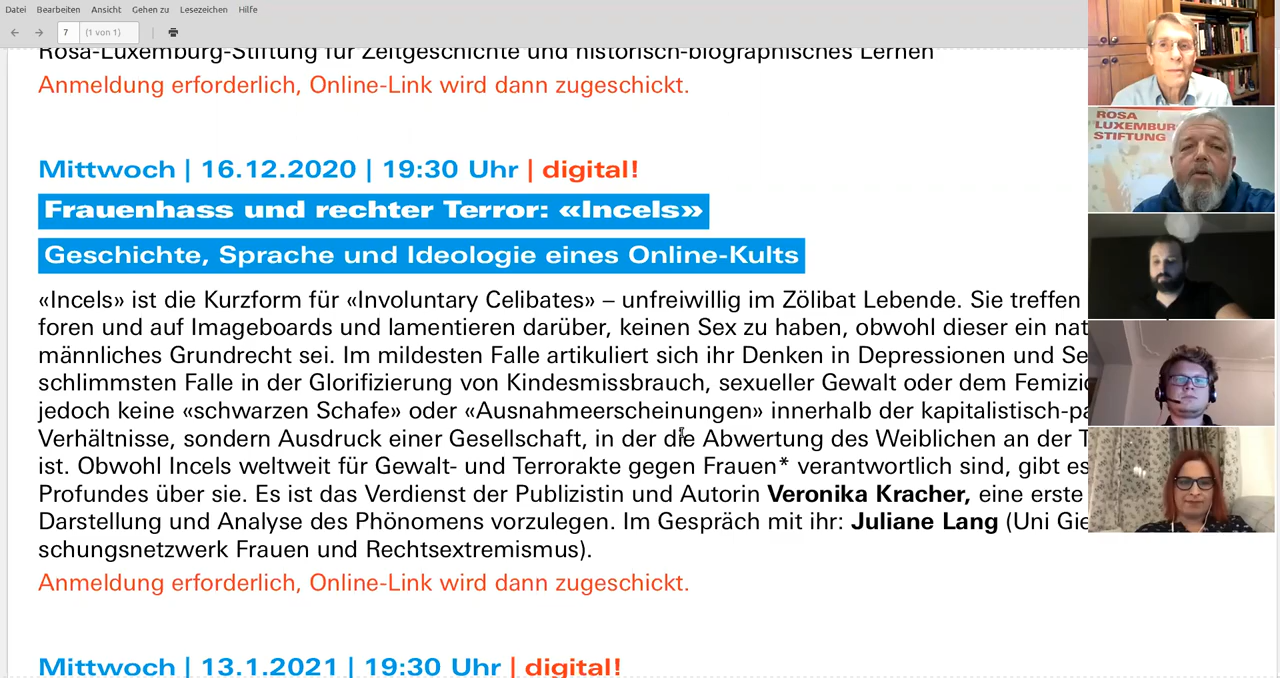 Datei Bearbeiten Ansicht Gehen zu Lesezeichen Hilfe
7 (1 von 1)
Rosa-Luxemburg-Stiftung für Zeitgeschichte und historisch-biographisches Lernen
Anmeldung erforderlich, Online-Link wird dann zugeschickt.
Mittwoch | 16.12.2020 | 19:30 Uhr | digital!
Frauenhass und rechter Terror: «Incels»
Geschichte, Sprache und Ideologie eines Online-Kults
«Incels» ist die Kurzform für «Involuntary Celibates» – unfreiwillig im Zölibat Lebende. Sie treffen
foren und auf Imageboards und lamentieren darüber, keinen Sex zu haben, obwohl dieser ein nat
männliches Grundrecht sei. Im mildesten Falle artikuliert sich ihr Denken in Depressionen und Se
schlimmsten Falle in der Glorifizierung von Kindesmissbrauch, sexueller Gewalt oder dem Femizi
jedoch keine «schwarzen Schafe» oder «Ausnahmeerscheinungen» innerhalb der kapitalistisch-pa
Verhältnisse, sondern Ausdruck einer Gesellschaft, in der die Abwertung des Weiblichen an der T
ist. Obwohl Incels weltweit für Gewalt- und Terrorakte gegen Frauen* verantwortlich sind, gibt es
Profundes über sie. Es ist das Verdienst der Publizistin und Autorin Veronika Kracher, eine erste
Darstellung und Analyse des Phönomens vorzulegen. Im Gespräch mit ihr: Juliane Lang (Uni Gie
schungsnetzwerk Frauen und Rechtsextremismus).
Anmeldung erforderlich, Online-Link wird dann zugeschickt.
Mittwoch | 13.1.2021 | 19:30 Uhr | digital!
ROSA
LUXEMBURG
STIFTUNG